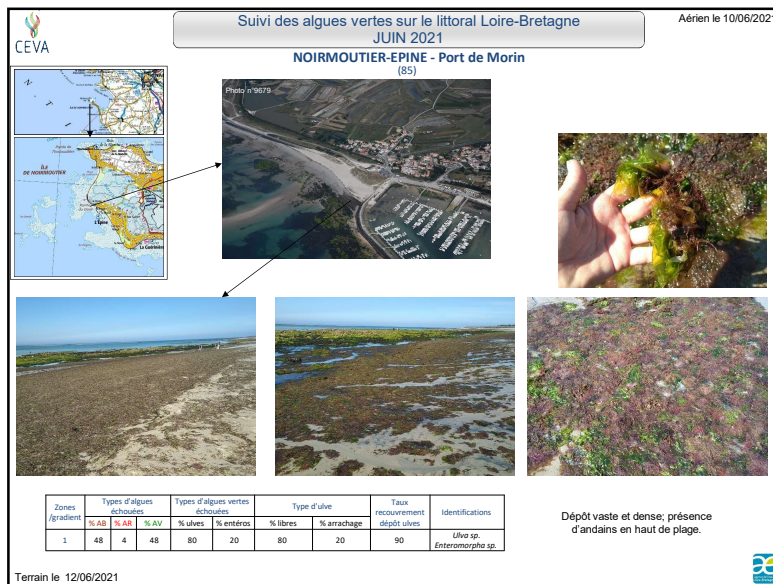 CEVA
Suivi des algues vertes sur le littoral Loire-Bretagne
JUIN 2021
Aérien le 10/06/2021
NOIRMOUTIER-EPINE - Port de Morin
(85)
Photo n°9679
ÎLE
DE NOIRMOUTIER
L'Épine
La Guérinière
Zones /gradient
Types d'algues échouées
Types d'algues vertes échouées
Type d'ulve
Taux recouvrement dépôt ulves
Identifications
% AB % AR % AV % ulves % entéros % libres % arrachage
1 48 4 48 80 20 80 20 90 Ulva sp.
Enteromorpha sp.
Dépôt vaste et dense; présence
d'andains en haut de plage.
Terrain le 12/06/2021